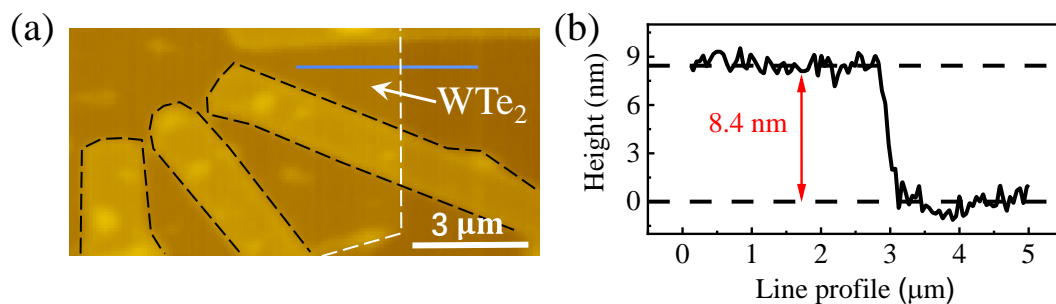 (a)
WTe₂
3 μm
(b)
Height (nm)
9
6
3
0
8.4 nm
0 1 2 3 4 5
Line profile (μm)